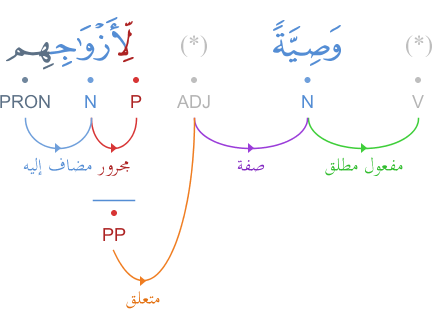 (*) وَصِيَّةً (*) لِّأَزْوَٰجِهِم
V N ADJ P N PRON
مفعول مطلق صفة مجرور مضاف إليه
PP
متعلق